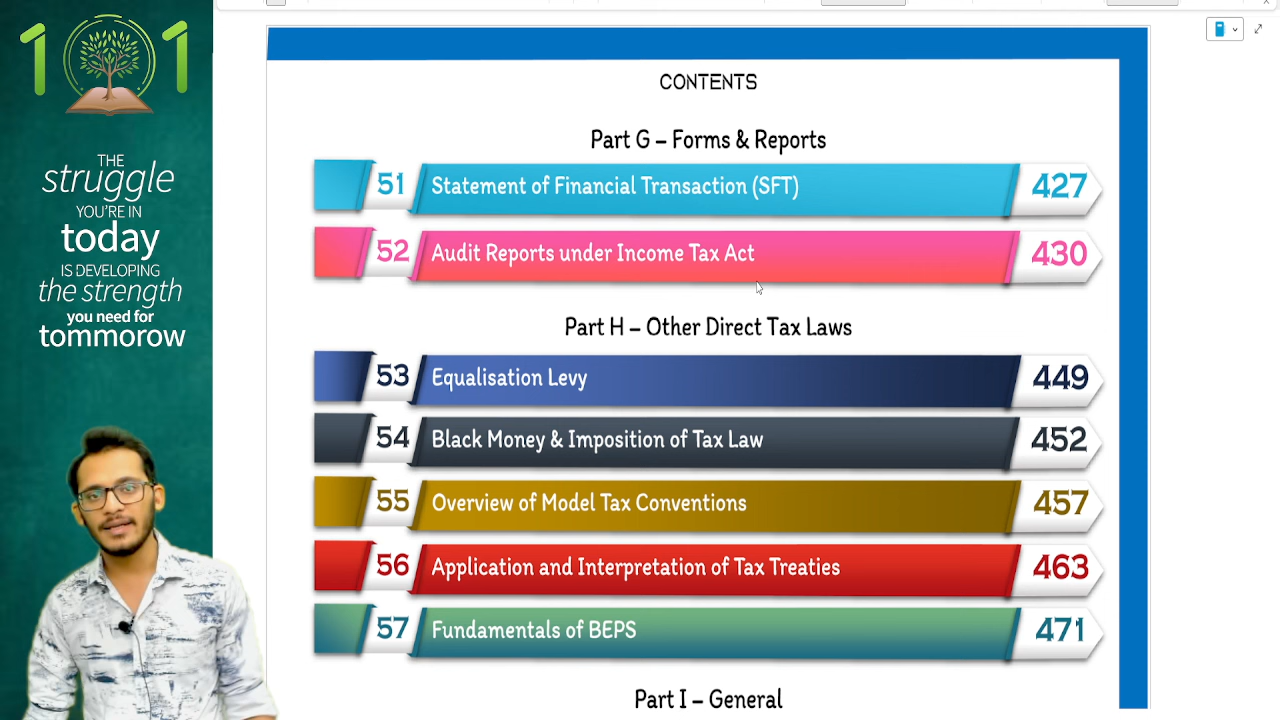 101
THE
struggle
YOU'RE IN
today
IS DEVELOPING
the strength
you need for
tommorow
CONTENTS
Part G – Forms & Reports
51 Statement of Financial Transaction (SFT) 427
52 Audit Reports under Income Tax Act 430
Part H – Other Direct Tax Laws
53 Equalisation Levy 449
54 Black Money & Imposition of Tax Law 452
55 Overview of Model Tax Conventions 457
56 Application and Interpretation of Tax Treaties 463
57 Fundamentals of BEPS 471
Part I – General